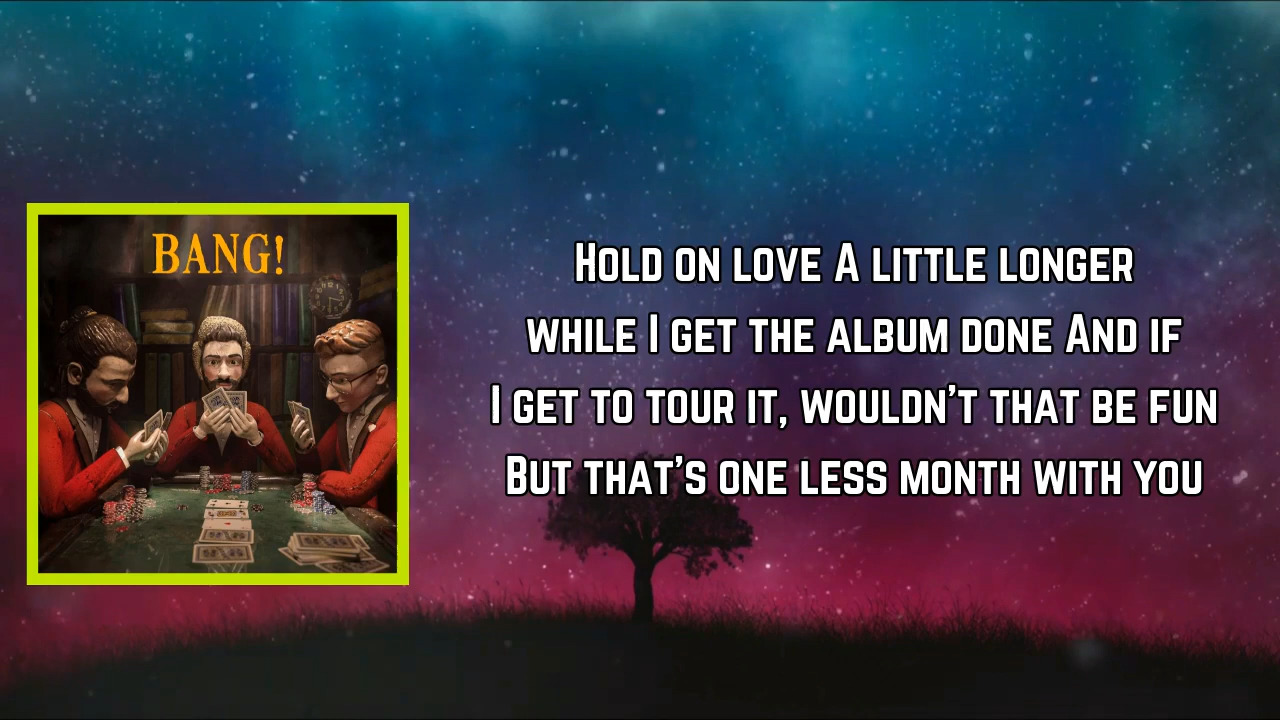 BANG!
HOLD ON LOVE A LITTLE LONGER
WHILE I GET THE ALBUM DONE AND IF
I GET TO TOUR IT, WOULDN'T THAT BE FUN
BUT THAT'S ONE LESS MONTH WITH YOU